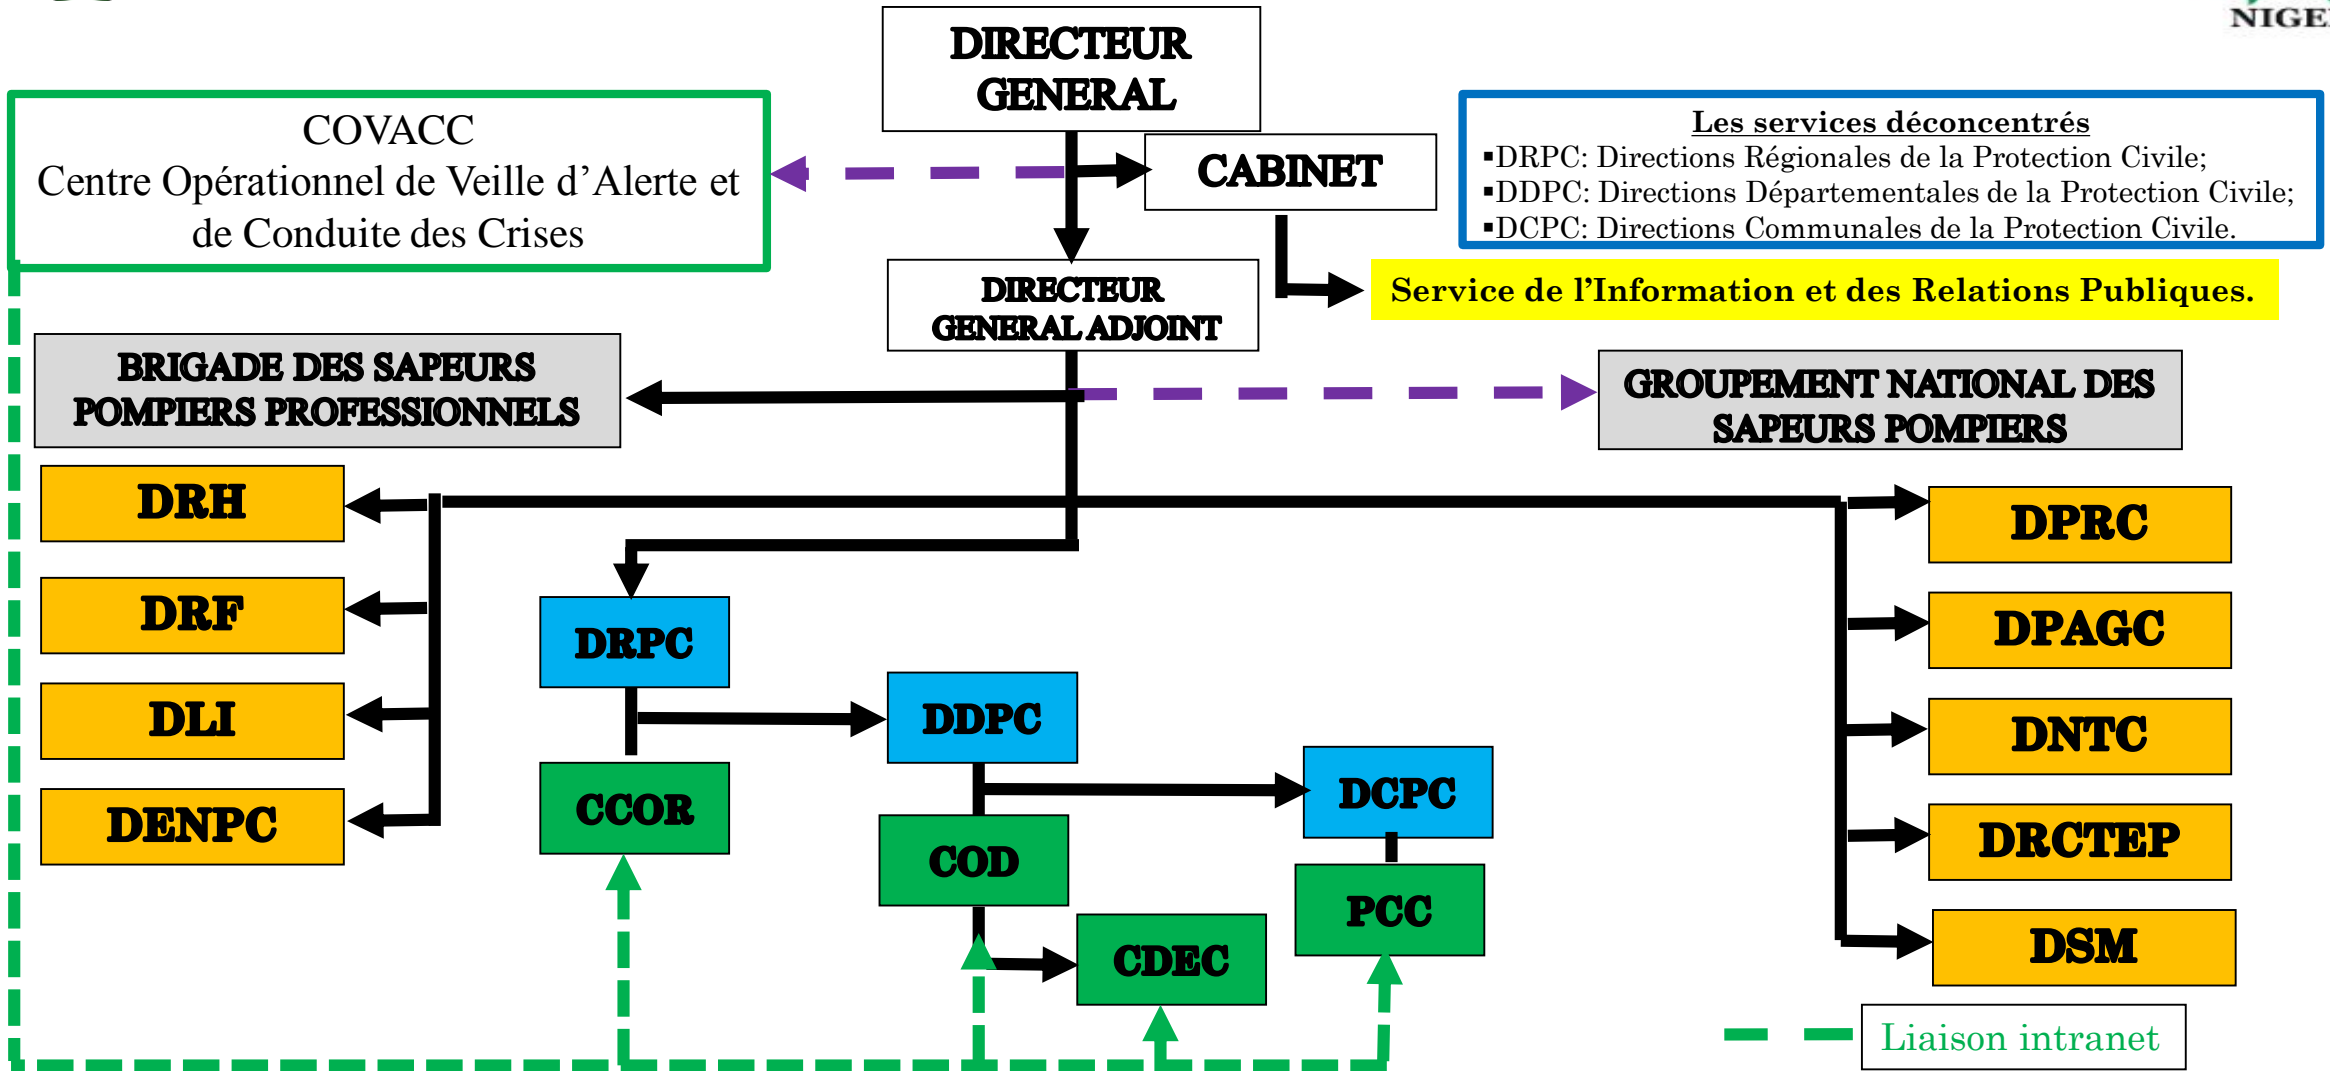 NIGE
DIRECTEUR
GENERAL
COVACC
Centre Opérationnel de Veille d’Alerte et
de Conduite des Crises
CABINET
Les services déconcentrés
▪DRPC: Directions Régionales de la Protection Civile;
▪DDPC: Directions Départementales de la Protection Civile;
▪DCPC: Directions Communales de la Protection Civile.
DIRECTEUR
GENERAL ADJOINT
Service de l’Information et des Relations Publiques.
BRIGADE DES SAPEURS
POMPIERS PROFESSIONNELS
GROUPEMENT NATIONAL DES
SAPEURS POMPIERS
DRH
DRF
DLI
DENPC
DRPC
CCOR
DDPC
COD
CDEC
DCPC
PCC
DPRC
DPAGC
DNTC
DRCTEP
DSM
Liaison intranet